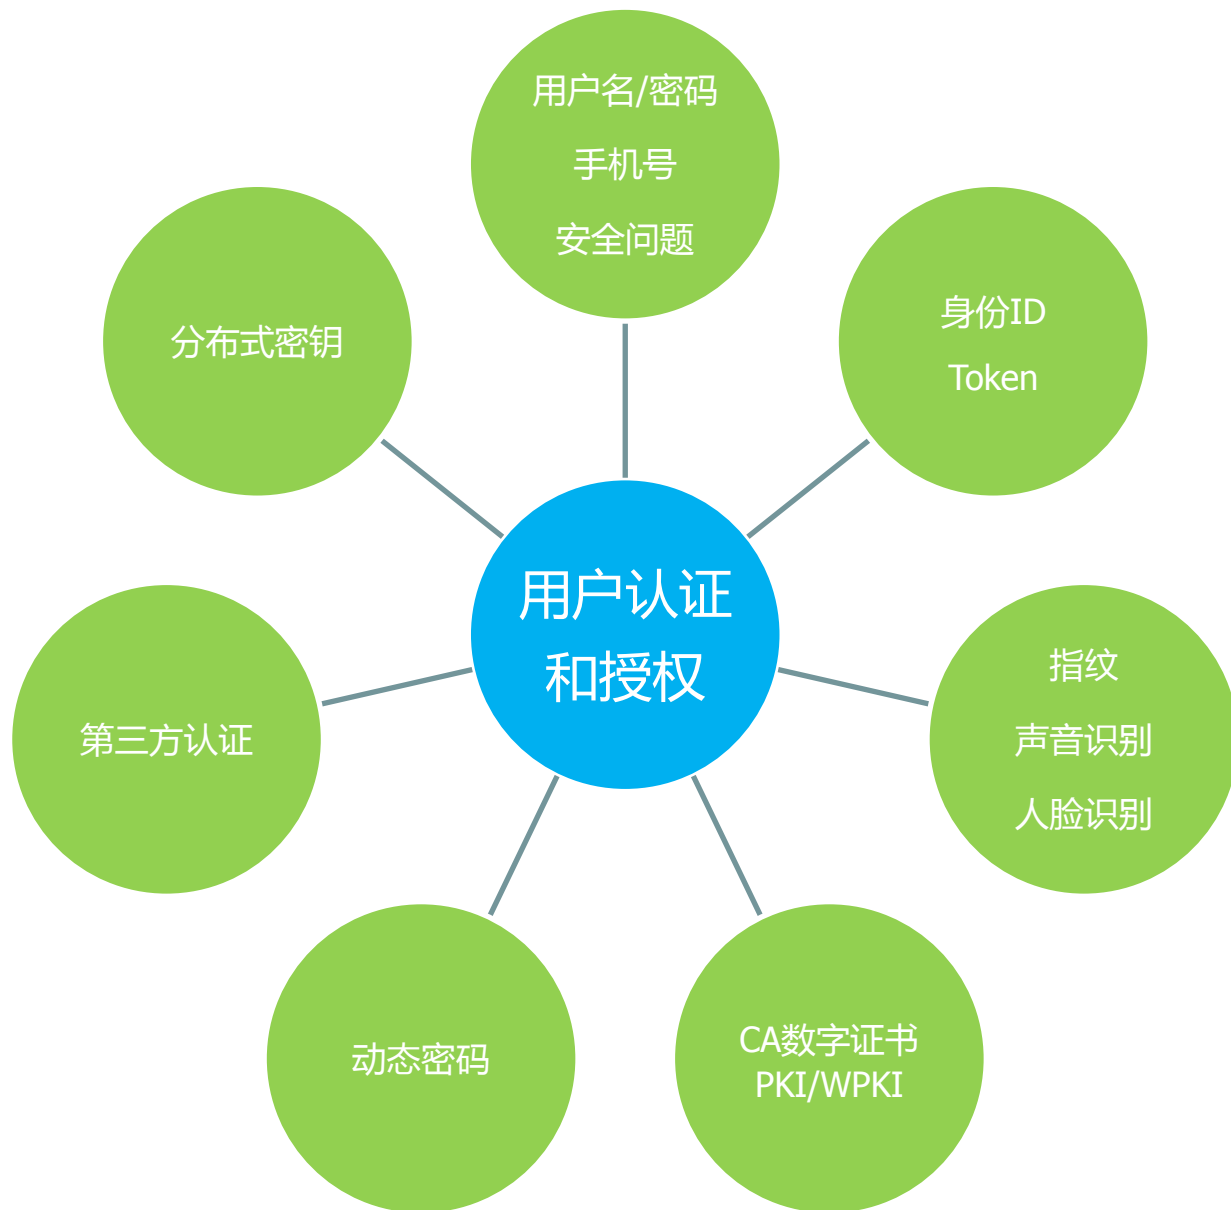 用户名/密码
手机号
安全问题
身份ID
Token
分布式密钥
用户认证
和授权
指纹
声音识别
人脸识别
第三方认证
CA数字证书
PKI/WPKI
动态密码